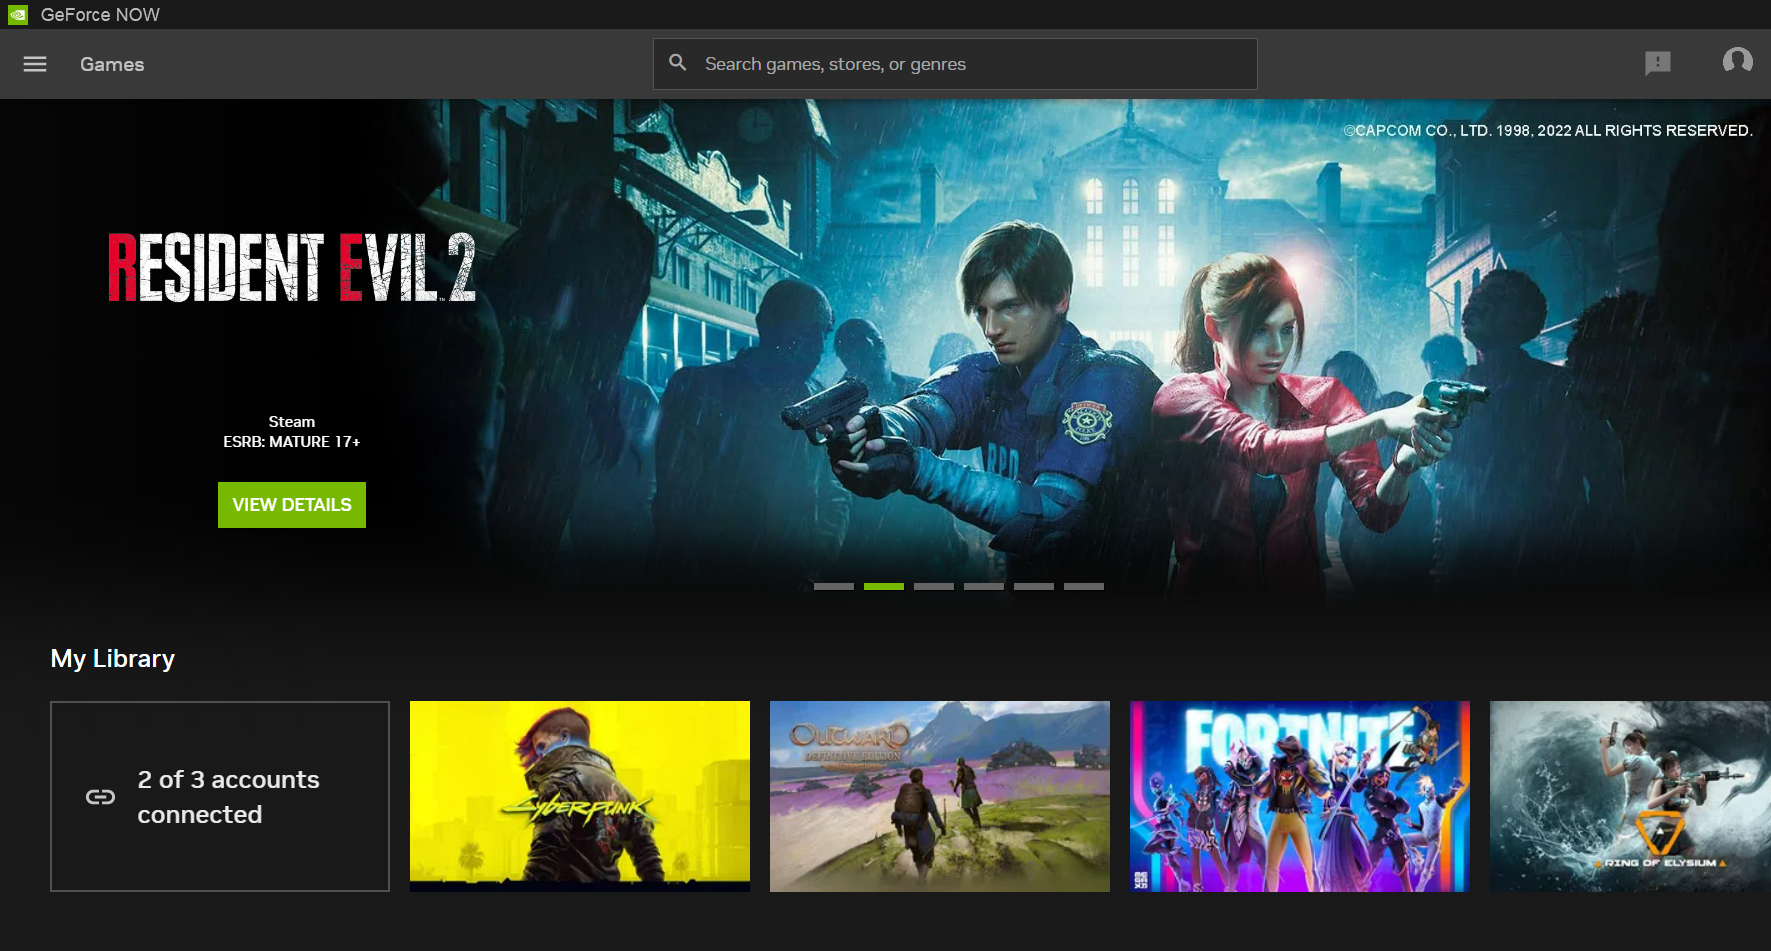 GeForce NOW
Games
Search games, stores, or genres
©CAPCOM CO., LTD. 1998, 2022 ALL RIGHTS RESERVED.
RESIDENT EVIL 2
RPD
Steam
ESRB: MATURE 17+
VIEW DETAILS
My Library
2 of 3 accounts
connected
CYBERPUNK
OUTWARD
DEFINITIVE EDITION
FORTNITE
RING OF ELYSIUM